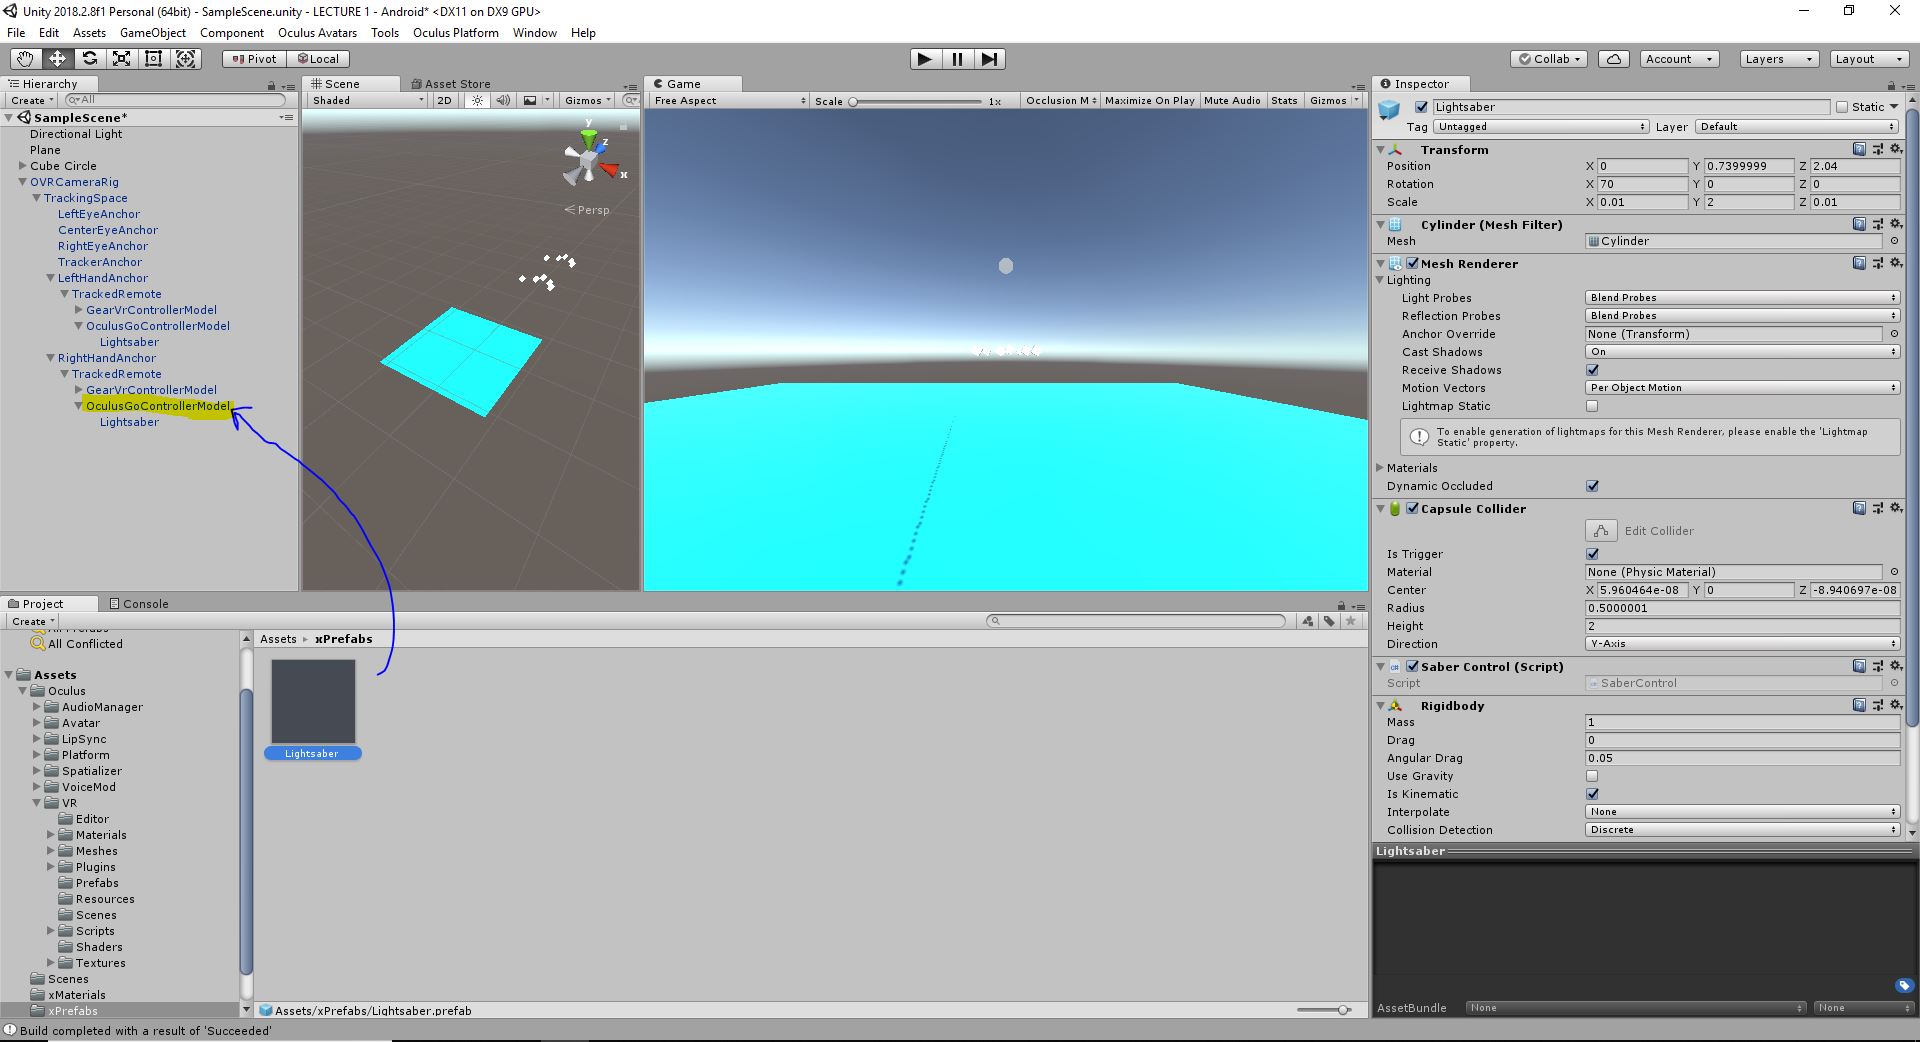 Unity 2018.2.8f1 Personal (64bit) - SampleScene.unity - LECTURE 1 - Android* <DX11 on DX9 GPU>
File Edit Assets GameObject Component Oculus Avatars Tools Oculus Platform Window Help
Pivot Local Collab Account Layers Layout
Hierarchy
Create All
SampleScene*
Directional Light
Plane
Cube Circle
OVRCameraRig
TrackingSpace
LeftEyeAnchor
CenterEyeAnchor
RightEyeAnchor
TrackerAnchor
LeftHandAnchor
TrackedRemote
GearVrControllerModel
OculusGoControllerModel
Lightsaber
RightHandAnchor
TrackedRemote
GearVrControllerModel
OculusGoControllerModel
Lightsaber
Scene Asset Store
Shaded 2D Gizmos
y
z
x
Persp
Game
Free Aspect Scale 1x Occlusion M Maximize On Play Mute Audio Stats Gizmos
Inspector
Lightsaber Static
Tag Untagged Layer Default
Transform
Position X 0 Y 0.7399999 Z 2.04
Rotation X 70 Y 0 Z 0
Scale X 0.01 Y 2 Z 0.01
Cylinder (Mesh Filter)
Mesh Cylinder
Mesh Renderer
Lighting
Light Probes Blend Probes
Reflection Probes Blend Probes
Anchor Override None (Transform)
Cast Shadows On
Receive Shadows
Motion Vectors Per Object Motion
Lightmap Static
To enable generation of lightmaps for this Mesh Renderer, please enable the 'Lightmap
Static' property.
Materials
Dynamic Occluded
Capsule Collider
Edit Collider
Is Trigger
Material None (Physic Material)
Center X 5.960464e-08 Y 0 Z -8.940697e-08
Radius 0.5000001
Height 2
Direction Y-Axis
Saber Control (Script)
Script SaberControl
Rigidbody
Mass 1
Drag 0
Angular Drag 0.05
Use Gravity
Is Kinematic
Interpolate None
Collision Detection Discrete
Lightsaber
AssetBundle None None
Project Console
Create
All Conflicted
Assets
Oculus
AudioManager
Avatar
LipSync
Platform
Spatializer
VoiceMod
VR
Editor
Materials
Meshes
Plugins
Prefabs
Resources
Scenes
Scripts
Shaders
Textures
Scenes
xMaterials
xPrefabs
Assets xPrefabs
Lightsaber
Assets/xPrefabs/Lightsaber.prefab
Build completed with a result of 'Succeeded'